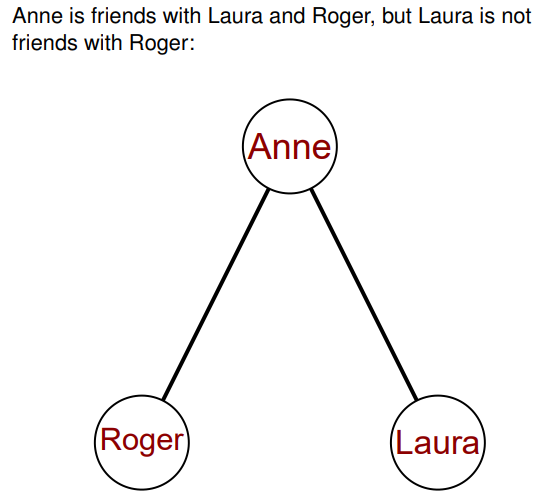 Anne is friends with Laura and Roger, but Laura is not
friends with Roger:
Anne
Roger
Laura